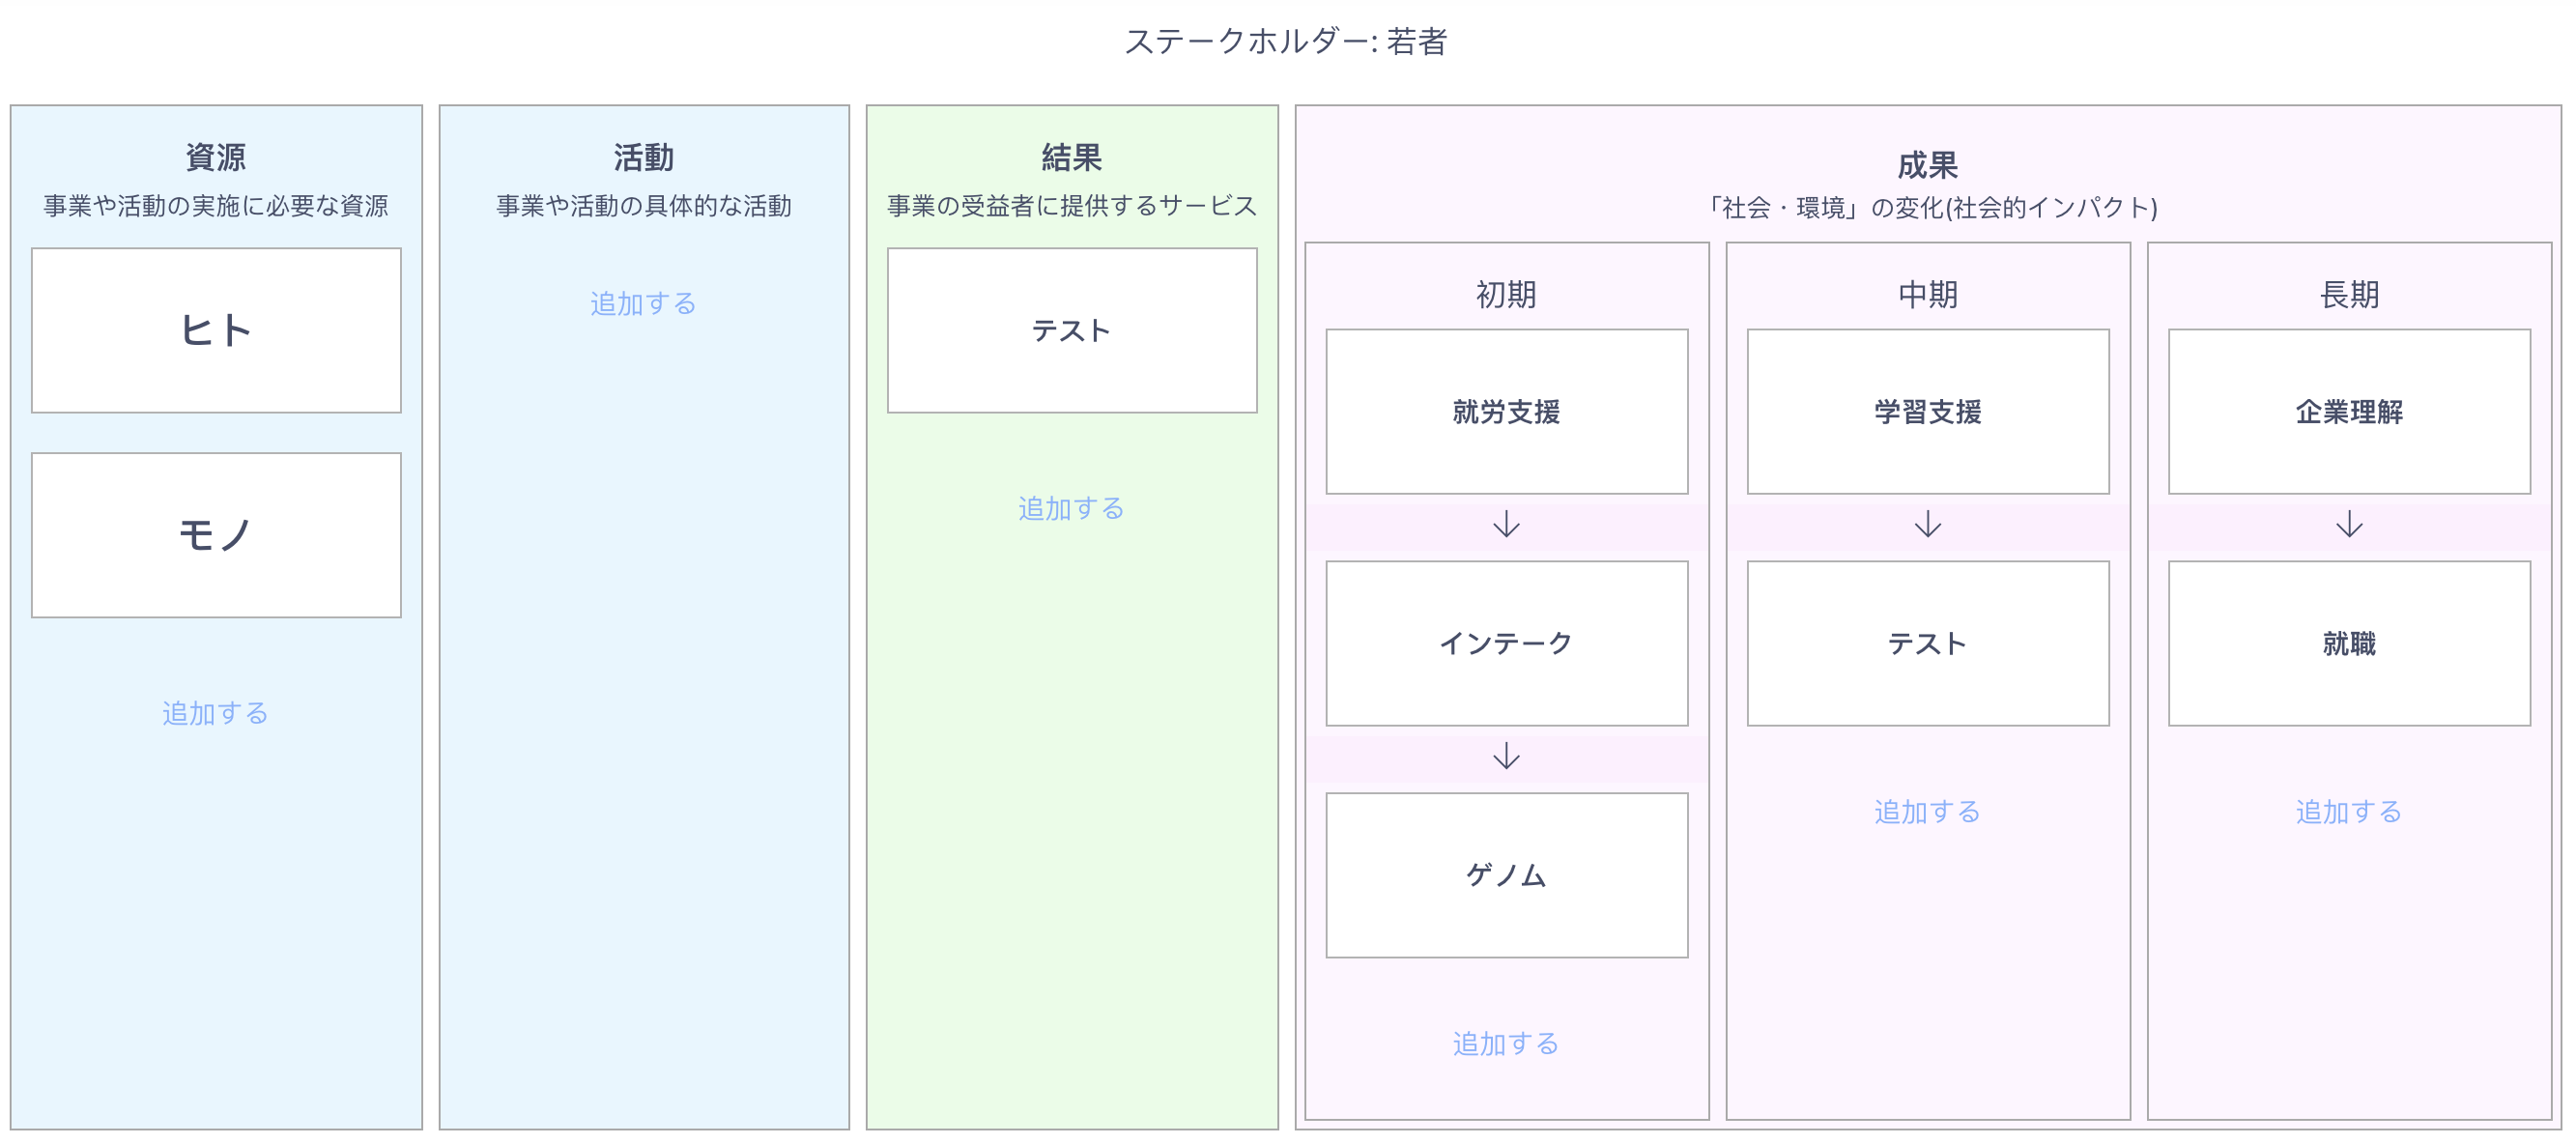 ステークホルダー: 若者
資源
事業や活動の実施に必要な資源
ヒト
モノ
追加する
活動
事業や活動の具体的な活動
追加する
結果
事業の受益者に提供するサービス
テスト
追加する
成果
「社会・環境」の変化(社会的インパクト)
初期
就労支援
↓
インテーク
↓
ゲノム
追加する
中期
学習支援
↓
テスト
追加する
長期
企業理解
↓
就職
追加する